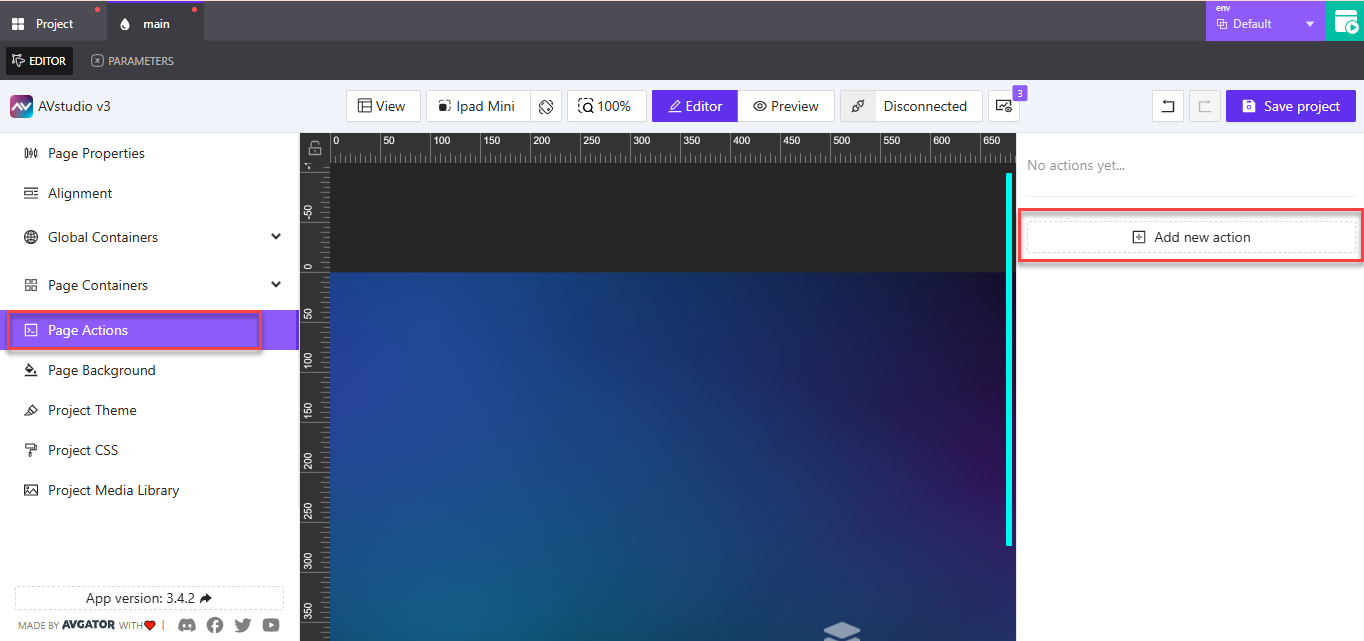 Project
main
env
Default
EDITOR
PARAMETERS
AVstudio v3
View
Ipad Mini
100%
Editor
Preview
Disconnected
3
Save project
Page Properties
Alignment
Global Containers
Page Containers
Page Actions
Page Background
Project Theme
Project CSS
Project Media Library
App version: 3.4.2
MADE BY AVGATOR WITH
0 50 100 150 200 250 300 350 400 450 500 550 600 650
-50
0
50
100
150
200
250
300
350
No actions yet...
Add new action